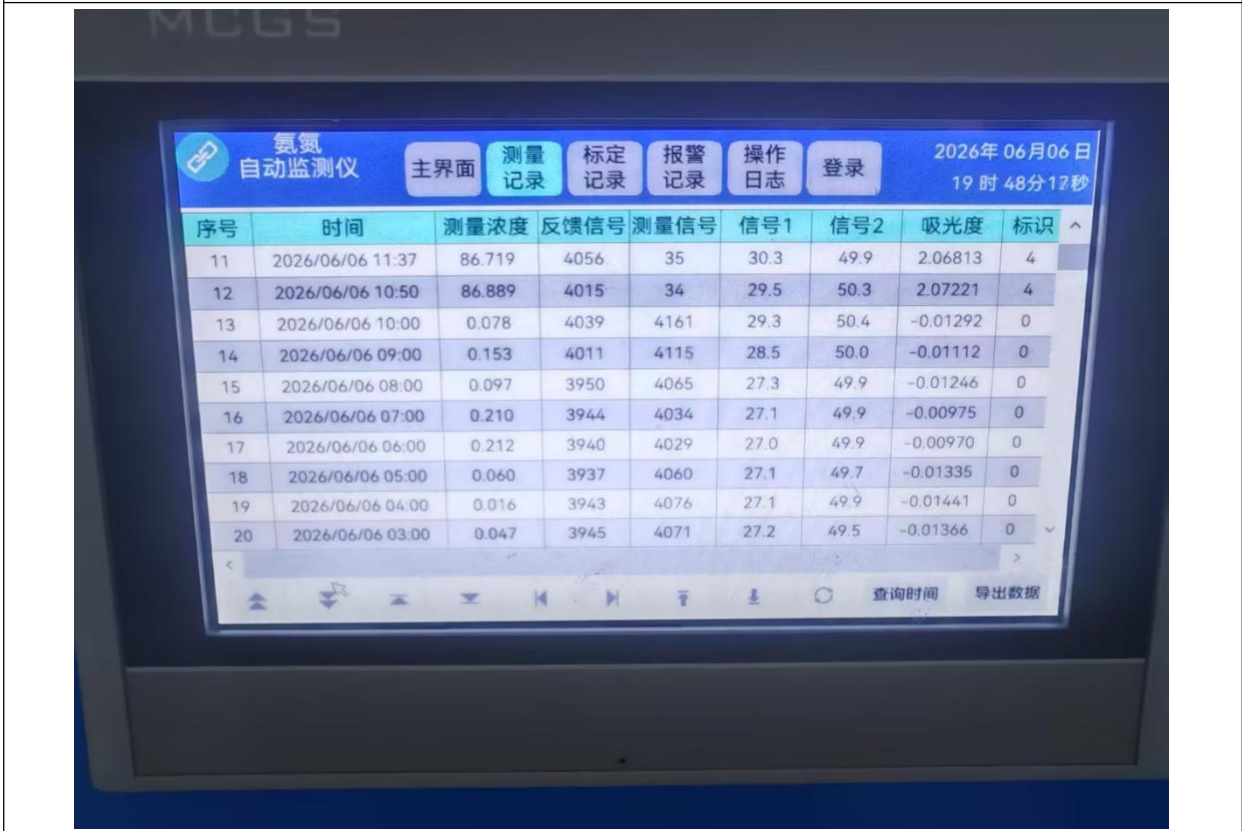 MCGS
氨氮
自动监测仪
主界面
测量
记录
标定
记录
报警
记录
操作
日志
登录
2026年 06月06 日
19 时 48分17秒
序号 时间 测量浓度 反馈信号 测量信号 信号1 信号2 吸光度 标识
11 2026/06/06 11:37 86.719 4056 35 30.3 49.9 2.06813 4
12 2026/06/06 10:50 86.889 4015 34 29.5 50.3 2.07221 4
13 2026/06/06 10:00 0.078 4039 4161 29.3 50.4 -0.01292 0
14 2026/06/06 09:00 0.153 4011 4115 28.5 50.0 -0.01112 0
15 2026/06/06 08:00 0.097 3950 4065 27.3 49.9 -0.01246 0
16 2026/06/06 07:00 0.210 3944 4034 27.1 49.9 -0.00975 0
17 2026/06/06 06:00 0.212 3940 4029 27.0 49.9 -0.00970 0
18 2026/06/06 05:00 0.060 3937 4060 27.1 49.7 -0.01335 0
19 2026/06/06 04:00 0.016 3943 4076 27.1 49.9 -0.01441 0
20 2026/06/06 03:00 0.047 3945 4071 27.2 49.5 -0.01366 0
查询时间 导出数据